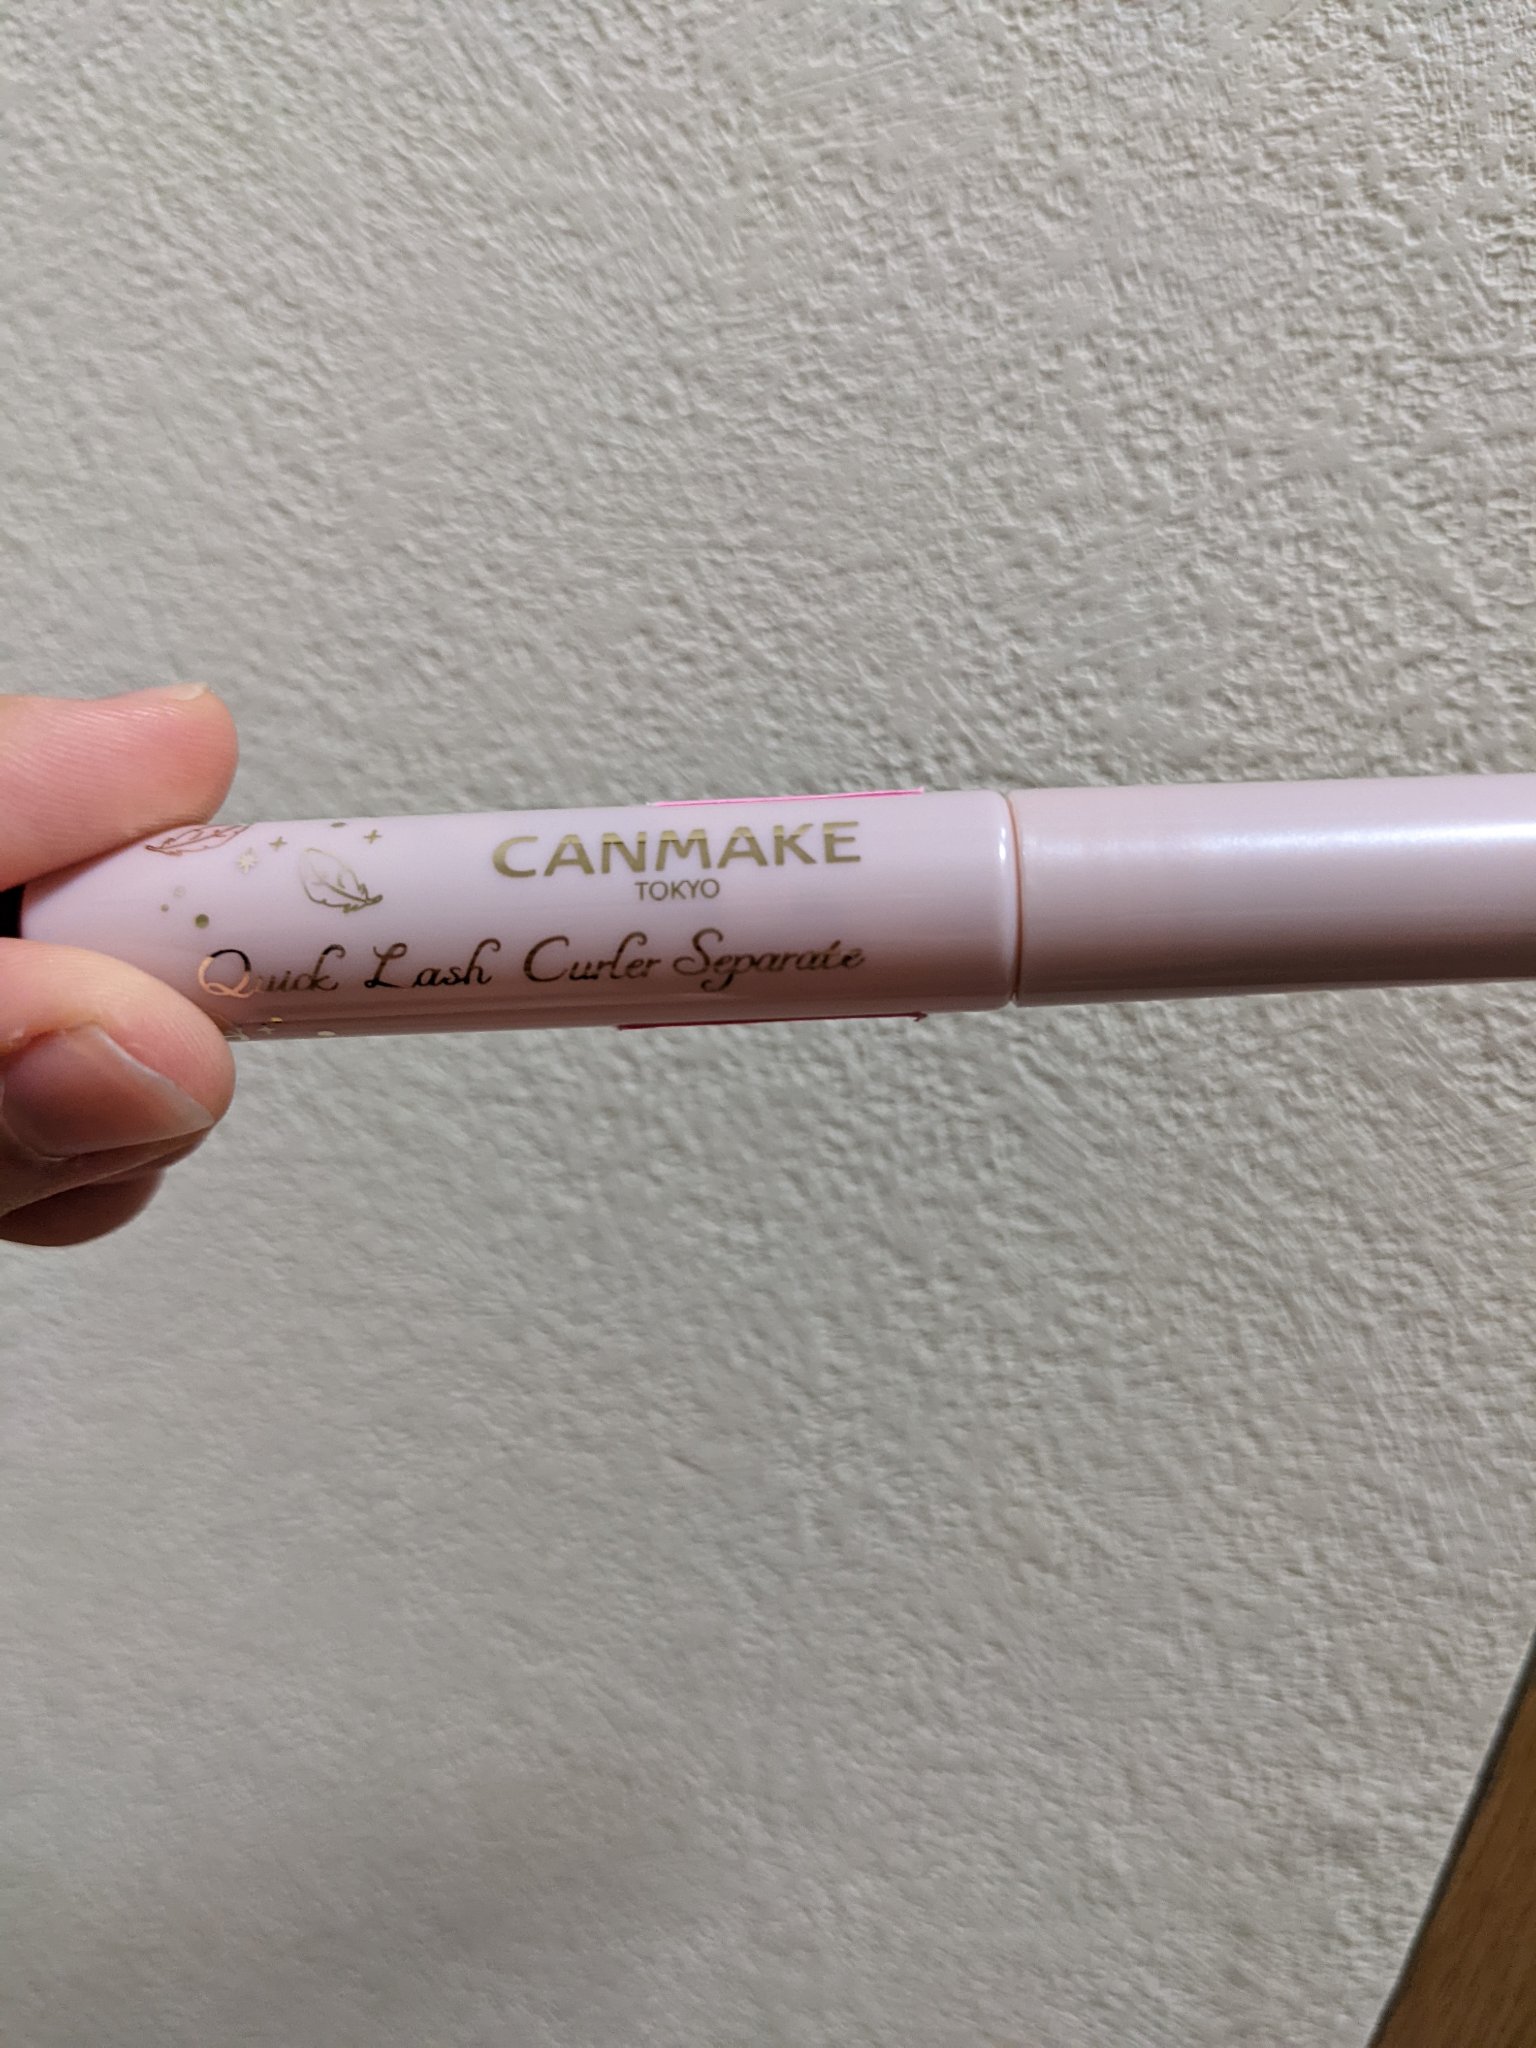 CANMAKE
TOKYO
Quick Lash Curler Separate